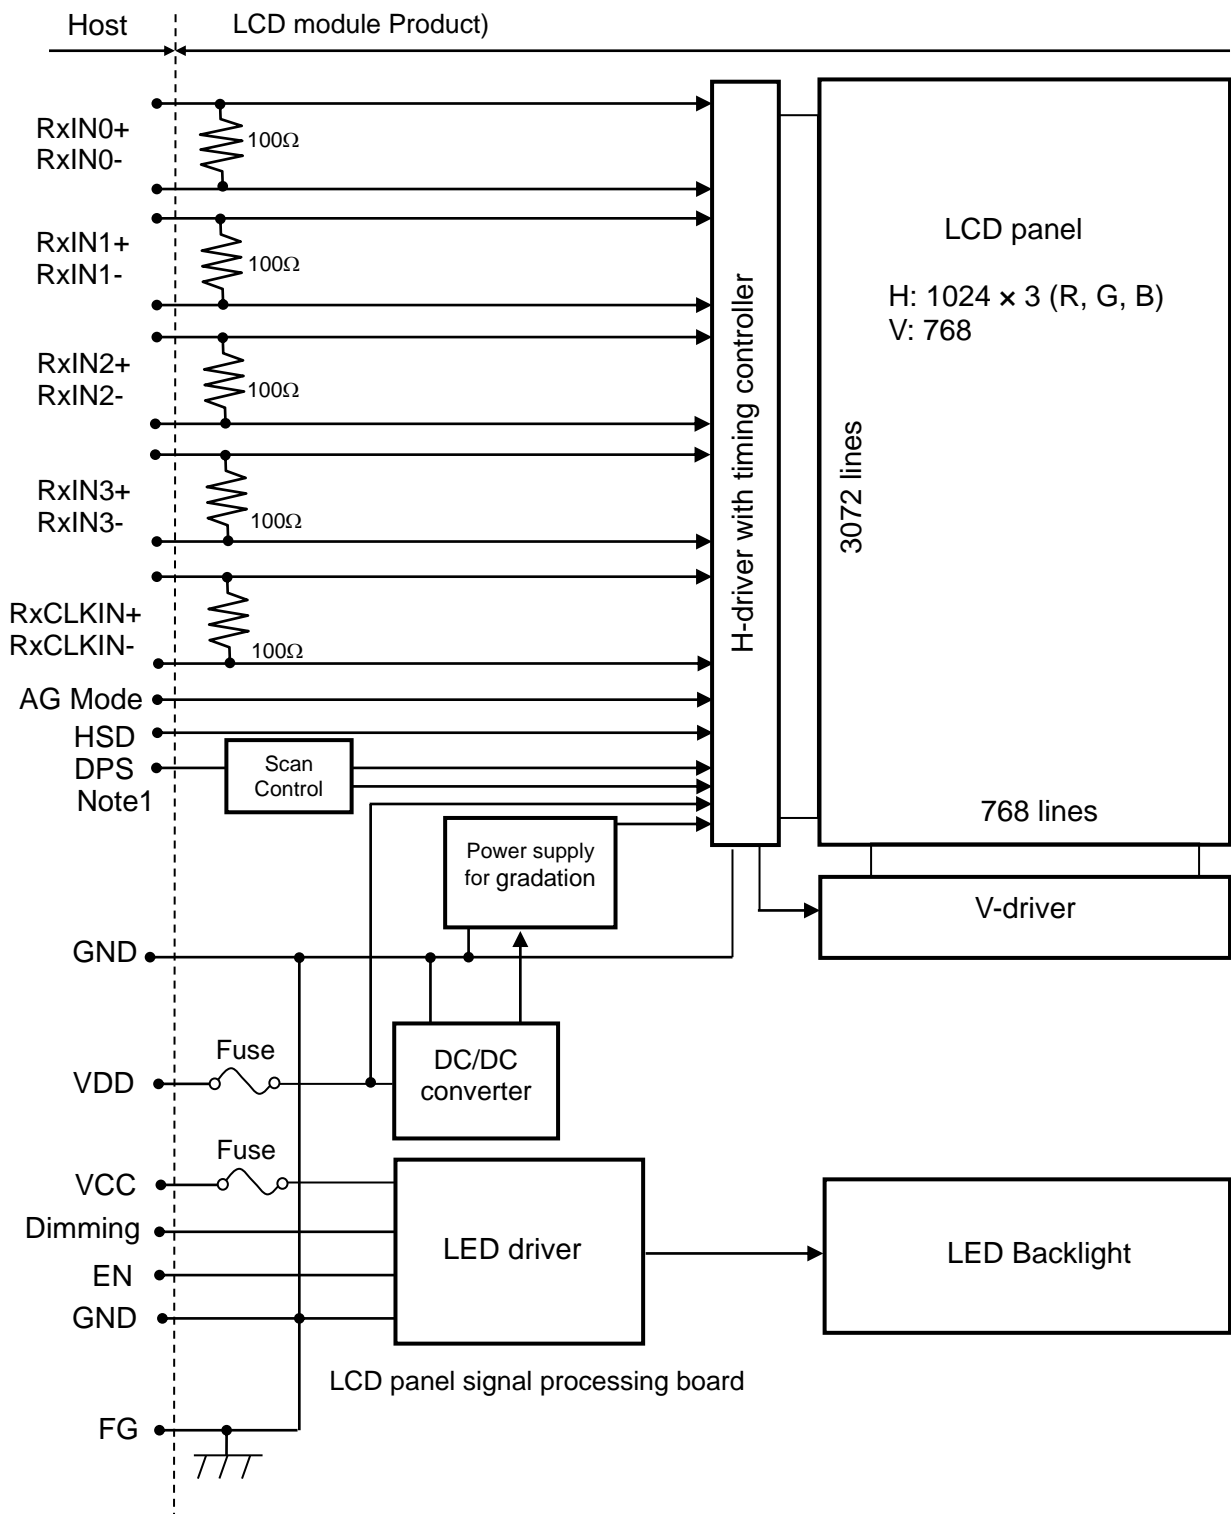 Host
LCD module Product)
RxIN0+
RxIN0-
100Ω
RxIN1+
RxIN1-
100Ω
RxIN2+
RxIN2-
100Ω
RxIN3+
RxIN3-
100Ω
RxCLKIN+
RxCLKIN-
100Ω
AG Mode
HSD
DPS
Note1
Scan
Control
H-driver with timing controller
LCD panel
H: 1024 × 3 (R, G, B)
V: 768
3072 lines
768 lines
Power supply
for gradation
V-driver
GND
Fuse
VDD
DC/DC
converter
Fuse
VCC
Dimming
EN
GND
LED driver
LED Backlight
LCD panel signal processing board
FG